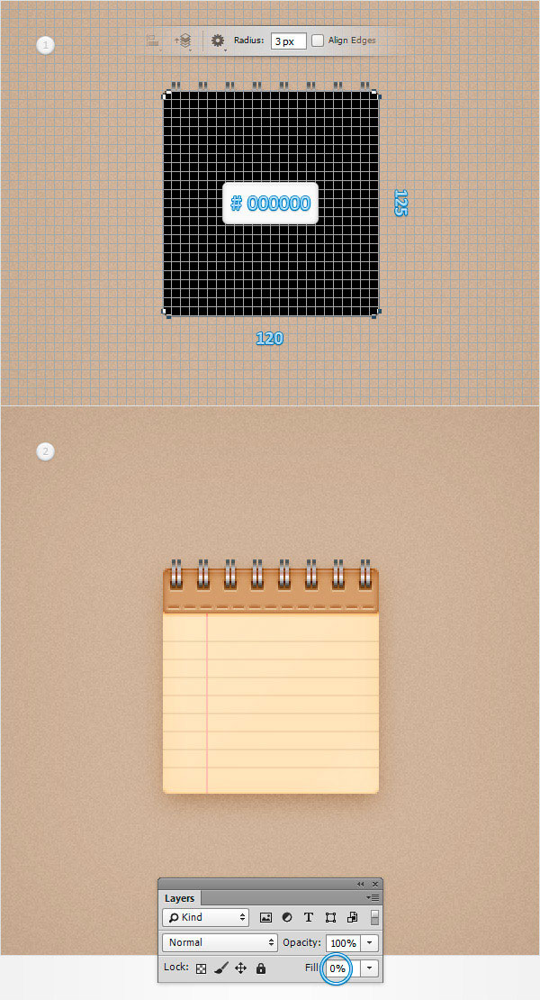 1
Radius: 3 px Align Edges
# 000000
125
120
2
Layers
Kind
T
Normal Opacity: 100%
Lock: Fill 0%